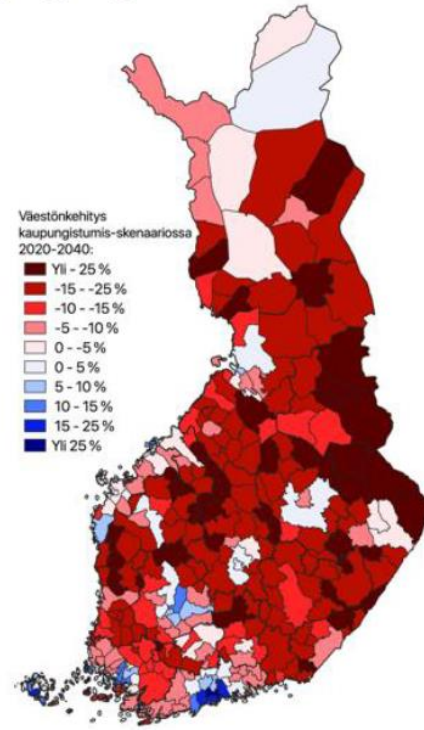 Väestönkehitys
kaupungistumis-skenaariossa
2020-2040:
Yli - 25 %
-15 - -25 %
-10 - -15 %
-5 - -10 %
0 - -5 %
0 - 5 %
5 - 10 %
10 - 15 %
15 - 25 %
Yli 25 %